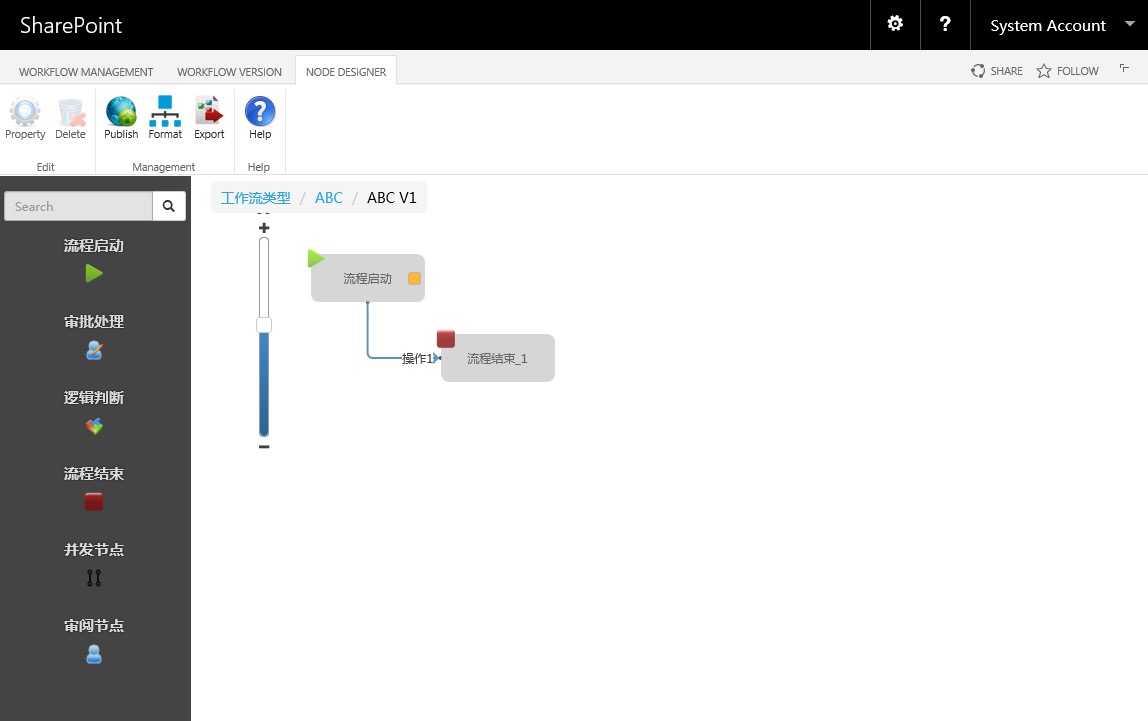 SharePoint
System Account
WORKFLOW MANAGEMENT
WORKFLOW VERSION
NODE DESIGNER
SHARE
FOLLOW
Property
Delete
Publish
Format
Export
Help
Edit
Management
Help
Search
工作流类型 / ABC / ABC V1
流程启动
审批处理
逻辑判断
流程结束
并发节点
审阅节点
流程启动
操作1
流程结束_1